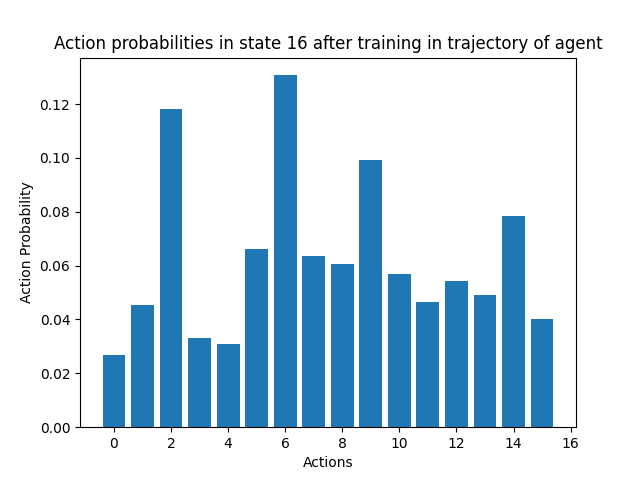 Action probabilities in state 16 after training in trajectory of agent
Action Probability
0.12
0.10
0.08
0.06
0.04
0.02
0.00
0 2 4 6 8 10 12 14 16
Actions